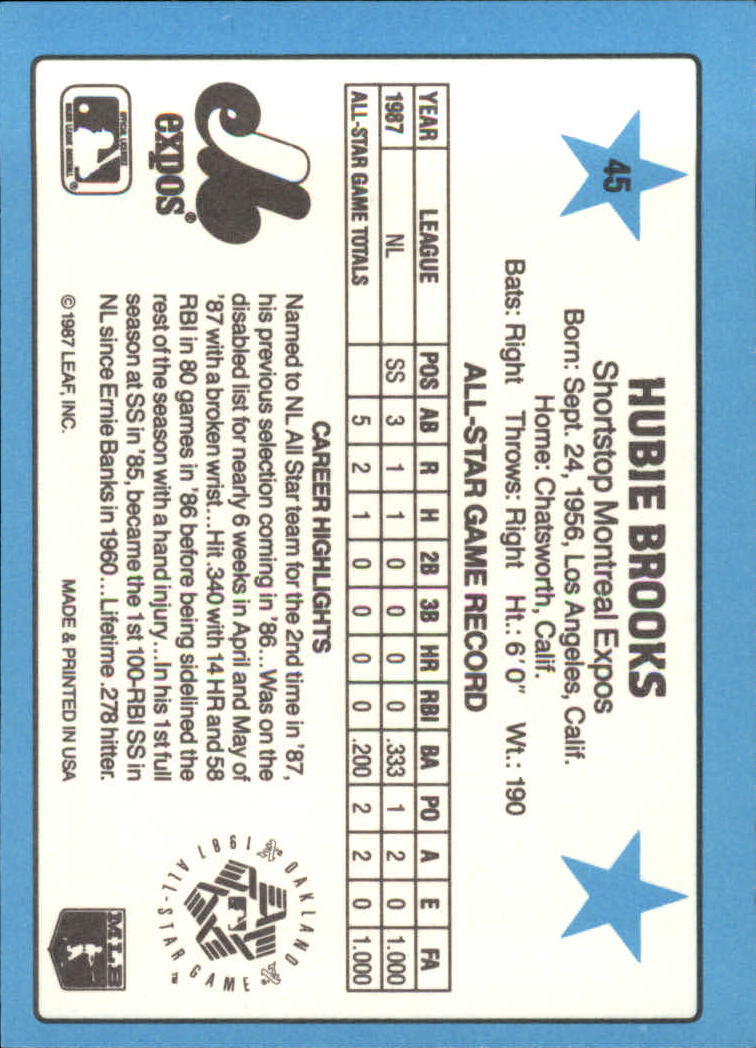 45
HUBIE BROOKS
Shortstop Montreal Expos
Born: Sept. 24, 1956, Los Angeles, Calif.
Home: Chatsworth, Calif.
Bats: Right Throws: Right Ht.: 6'0" Wt.: 190
ALL-STAR GAME RECORD
YEAR LEAGUE POS AB R H 2B 3B HR RBI BA PO A E FA
1987 NL SS 3 1 1 0 0 0 0 .333 1 2 0 1.000
ALL-STAR GAME TOTALS 5 2 1 0 0 0 0 .200 2 2 0 1.000
expos®
CAREER HIGHLIGHTS
Named to NL All Star team for the 2nd time in '87,
his previous selection coming in '86...Was on the
disabled list for nearly 6 weeks in April and May of
'87 with a broken wrist...Hit .340 with 14 HR and 58
RBI in 80 games in '86 before being sidelined the
rest of the season with a hand injury...In his 1st full
season at SS in '85, became the 1st 100-RBI SS in
NL since Ernie Banks in 1960...Lifetime .278 hitter.
1987 OAKLAND
ALL-STAR GAME™
OFFICIAL LICENSEE
MAJOR LEAGUE BASEBALL®
© 1987 LEAF, INC. MADE & PRINTED IN USA
MLB